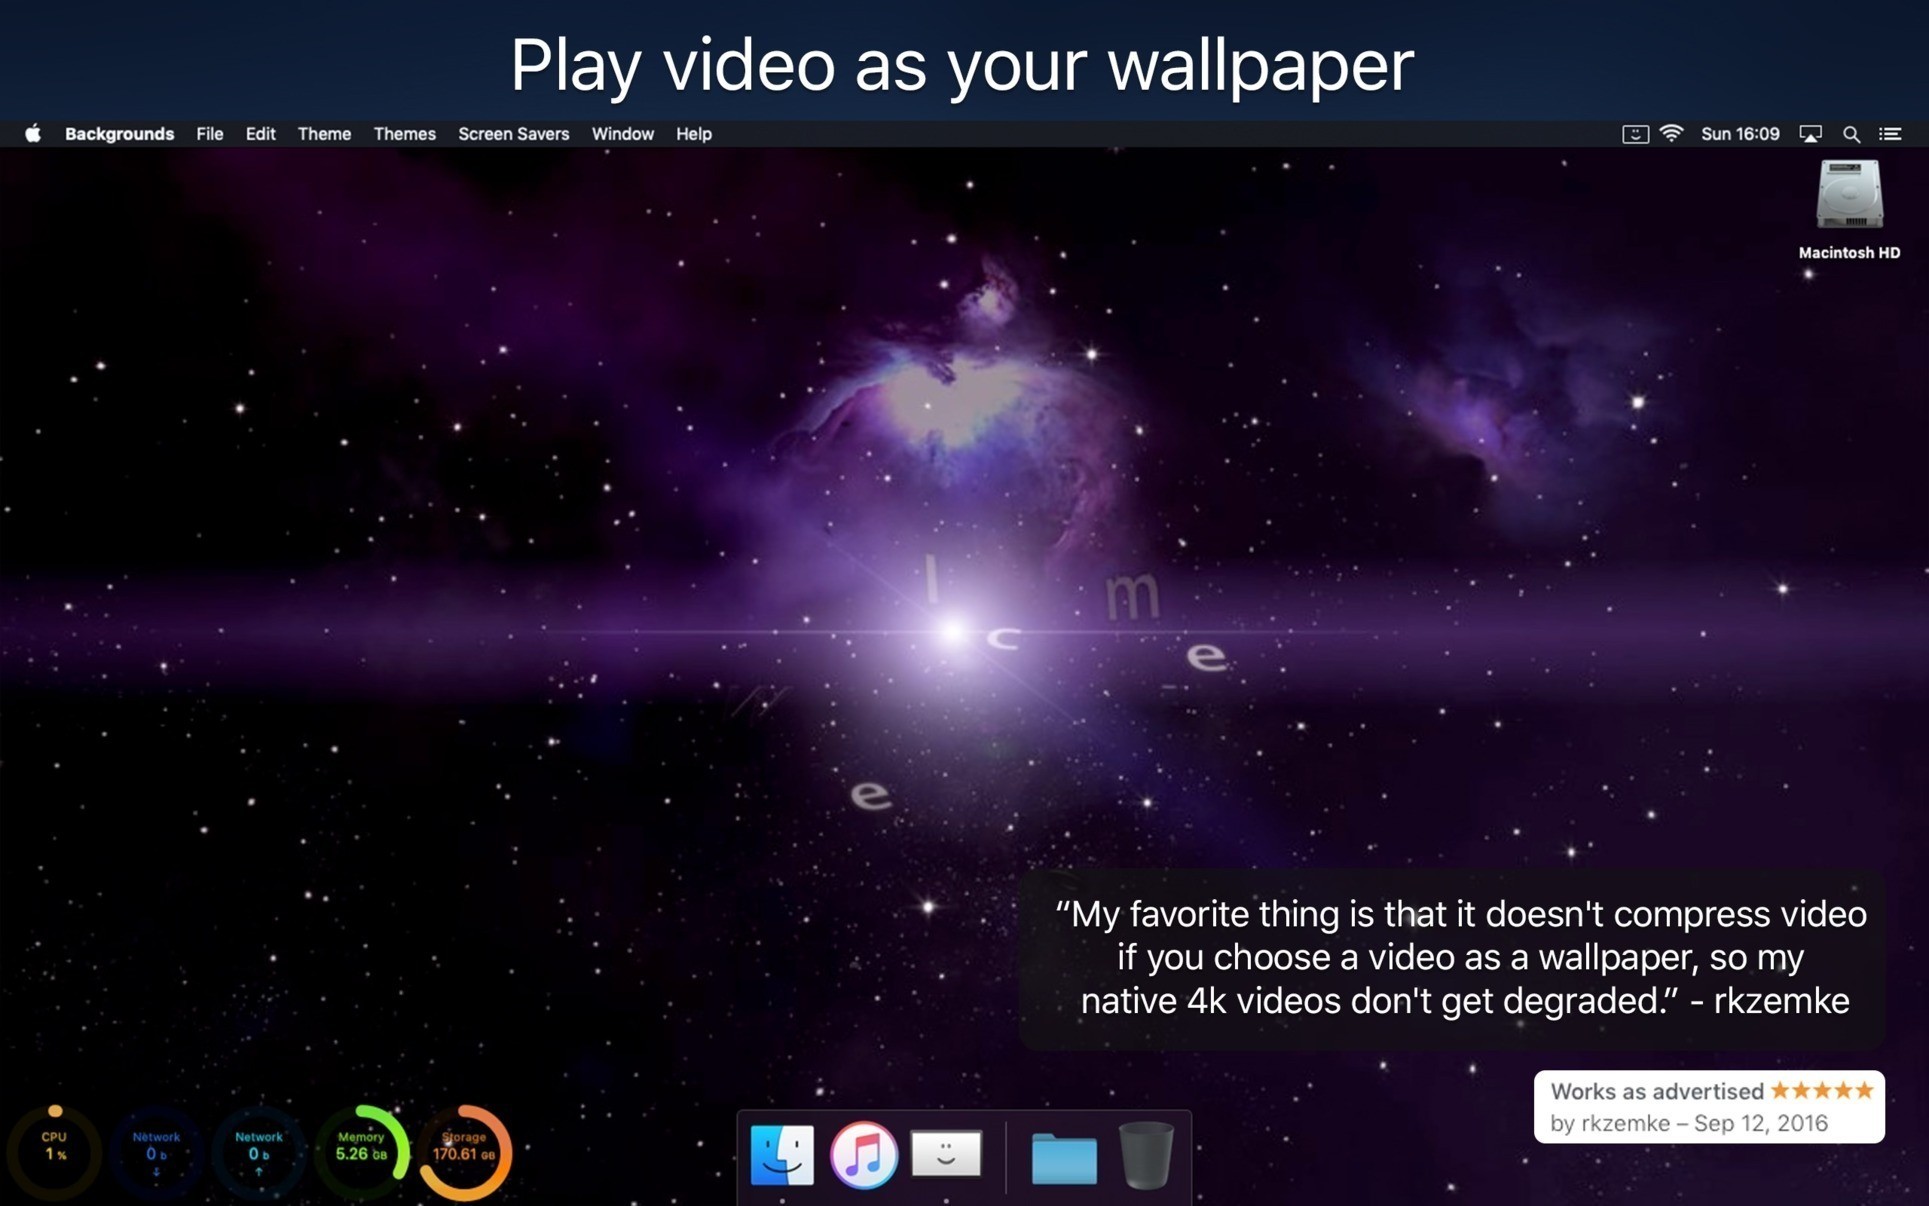 Play video as your wallpaper
Backgrounds File Edit Theme Themes Screen Savers Window Help Sun 16:09
Macintosh HD
l
m
c
e
e
“My favorite thing is that it doesn't compress video
if you choose a video as a wallpaper, so my
native 4k videos don't get degraded.” - rkzemke
Works as advertised ★★★★★
by rkzemke – Sep 12, 2016
CPU
1 %
Network
0 b
↓
Network
0 b
↑
Memory
5.26 GB
Storage
170.61 GB